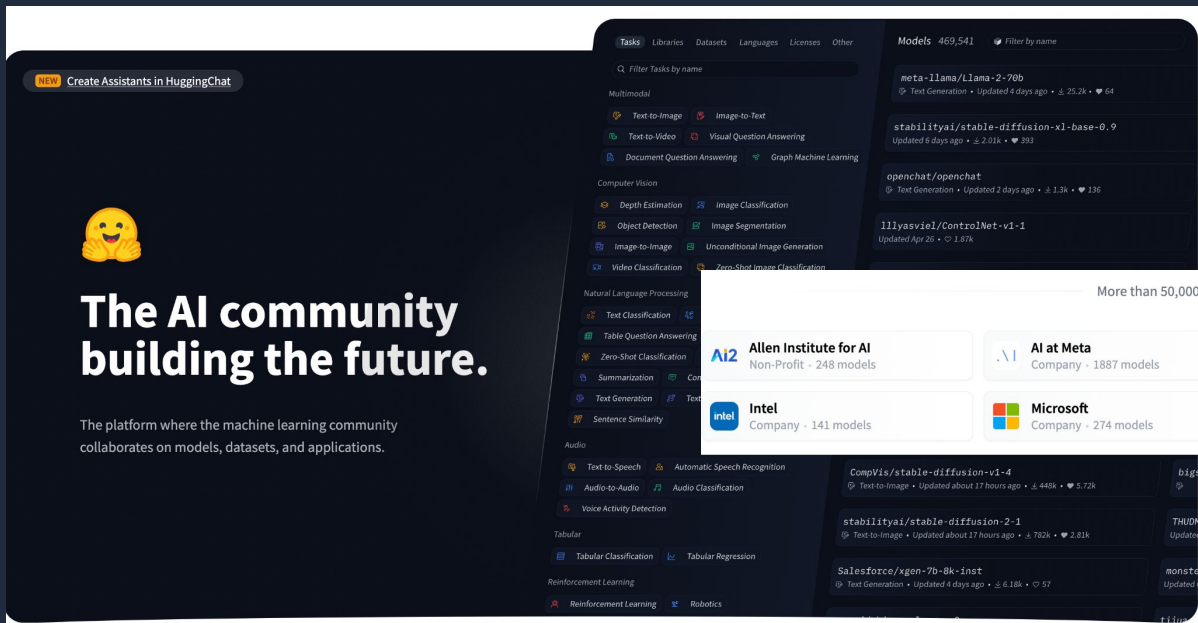 NEW Create Assistants in HuggingChat
The AI community
building the future.
The platform where the machine learning community
collaborates on models, datasets, and applications.
Tasks Libraries Datasets Languages Licenses Other
Filter Tasks by name
Multimodal
Text-to-Image Image-to-Text
Text-to-Video Visual Question Answering
Document Question Answering Graph Machine Learning
Computer Vision
Depth Estimation Image Classification
Object Detection Image Segmentation
Image-to-Image Unconditional Image Generation
Video Classification Zero-Shot Image Classification
Natural Language Processing
Text Classification
Table Question Answering
Zero-Shot Classification
Summarization Con
Text Generation Text
Sentence Similarity
Audio
Text-to-Speech Automatic Speech Recognition
Audio-to-Audio Audio Classification
Voice Activity Detection
Tabular
Tabular Classification Tabular Regression
Reinforcement Learning
Reinforcement Learning Robotics
Models 469,541 Filter by name
meta-llama/Llama-2-70b
Text Generation • Updated 4 days ago • 25.2k • 64
stabilityai/stable-diffusion-xl-base-0.9
Updated 6 days ago • 2.01k • 393
openchat/openchat
Text Generation • Updated 2 days ago • 1.3k • 136
lllyasviel/ControlNet-v1-1
Updated Apr 26 • 1.87k
More than 50,000
Ai2 Allen Institute for AI
Non-Profit • 248 models
AI at Meta
Company • 1887 models
intel Intel
Company • 141 models
Microsoft
Company • 274 models
CompVis/stable-diffusion-v1-4
Text-to-Image • Updated about 17 hours ago • 448k • 5.72k
bigs
stabilityai/stable-diffusion-2-1
Text-to-Image • Updated about 17 hours ago • 782k • 2.81k
THUDM
Update
Salesforce/xgen-7b-8k-inst
Text Generation • Updated 4 days ago • 6.18k • 57
monste
Updated